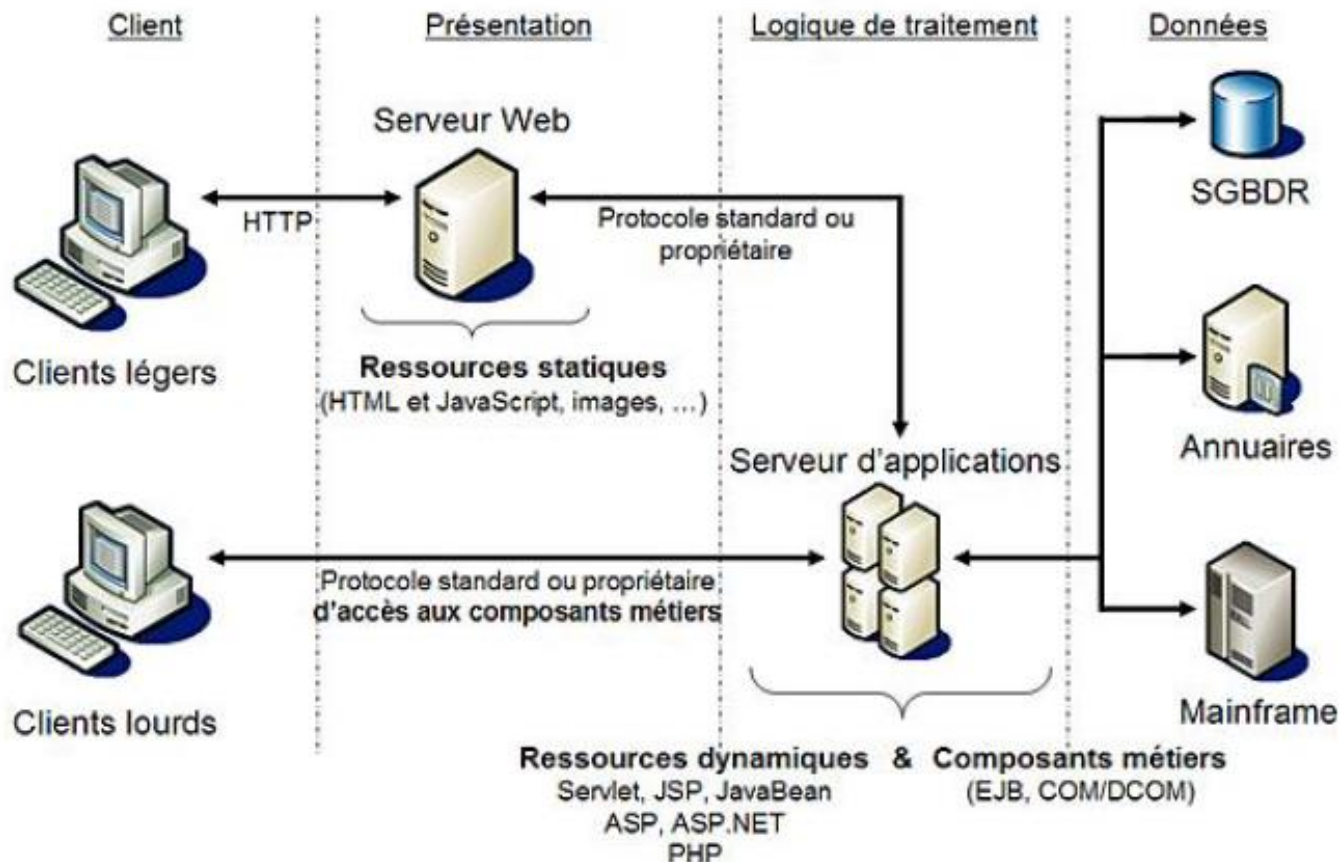 Client
Présentation
Logique de traitement
Données
Serveur Web
SGBDR
HTTP
Protocole standard ou
propriétaire
Clients légers
Ressources statiques
(HTML et JavaScript, images, …)
Annuaires
Serveur d'applications
Protocole standard ou propriétaire
d'accès aux composants métiers
Clients lourds
Mainframe
Ressources dynamiques & Composants métiers
Servlet, JSP, JavaBean (EJB, COM/DCOM)
ASP, ASP.NET
PHP